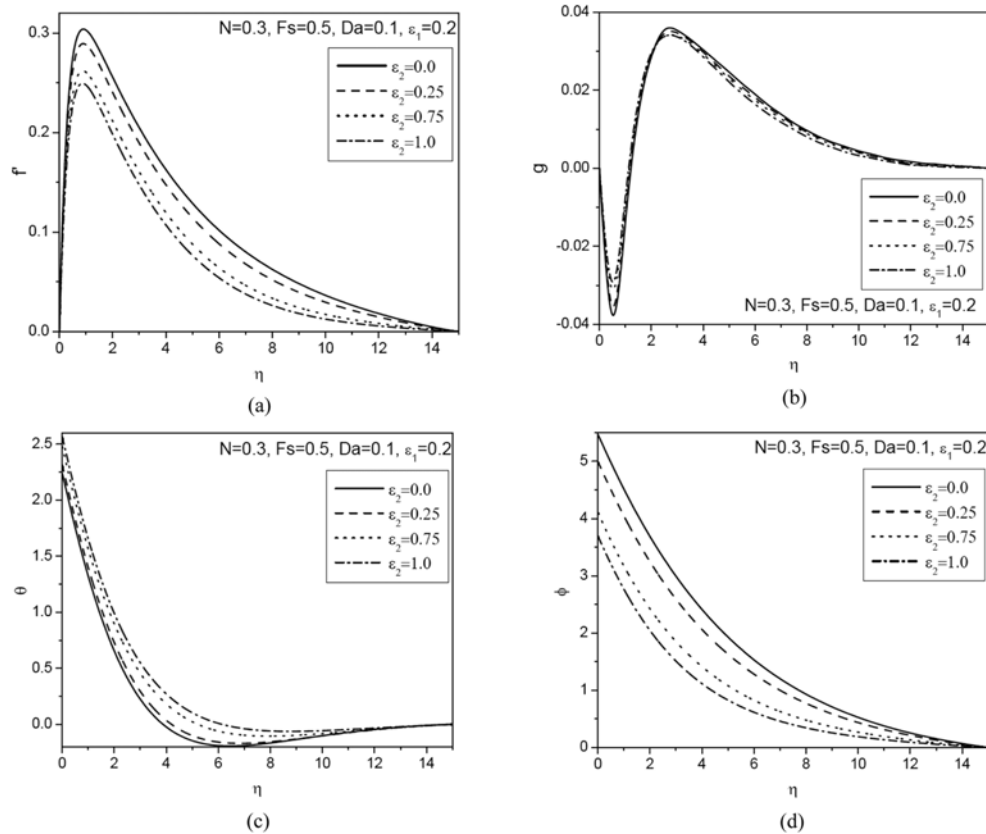 N=0.3, Fs=0.5, Da=0.1, ε₁=0.2
ε₂=0.0
ε₂=0.25
ε₂=0.75
ε₂=1.0
0.3
0.2
0.1
0.0
f'
0 2 4 6 8 10 12 14
η
(a)
0.04
0.02
0.00
-0.02
-0.04
g
ε₂=0.0
ε₂=0.25
ε₂=0.75
ε₂=1.0
N=0.3, Fs=0.5, Da=0.1, ε₁=0.2
0 2 4 6 8 10 12 14
η
(b)
N=0.3, Fs=0.5, Da=0.1, ε₁=0.2
ε₂=0.0
ε₂=0.25
ε₂=0.75
ε₂=1.0
2.5
2.0
1.5
1.0
0.5
0.0
θ
0 2 4 6 8 10 12 14
η
(c)
N=0.3, Fs=0.5, Da=0.1, ε₁=0.2
ε₂=0.0
ε₂=0.25
ε₂=0.75
ε₂=1.0
5
4
3
2
1
0
ϕ
0 2 4 6 8 10 12 14
η
(d)